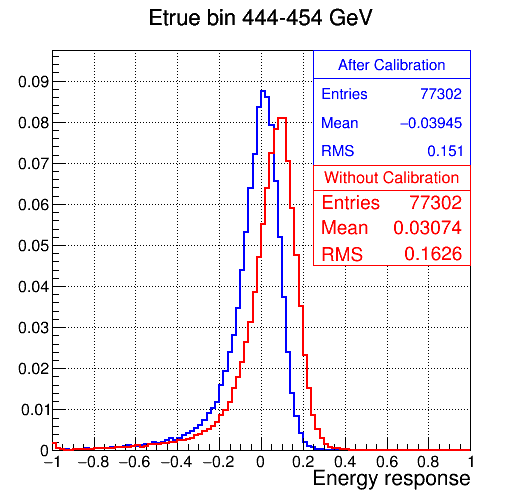 Etrue bin 444-454 GeV
After Calibration
Entries 77302
Mean −0.03945
RMS 0.151
Without Calibration
Entries 77302
Mean 0.03074
RMS 0.1626
0.09
0.08
0.07
0.06
0.05
0.04
0.03
0.02
0.01
0
−1 −0.8 −0.6 −0.4 −0.2 0 0.2 0.4 0.6 0.8 1
Energy response